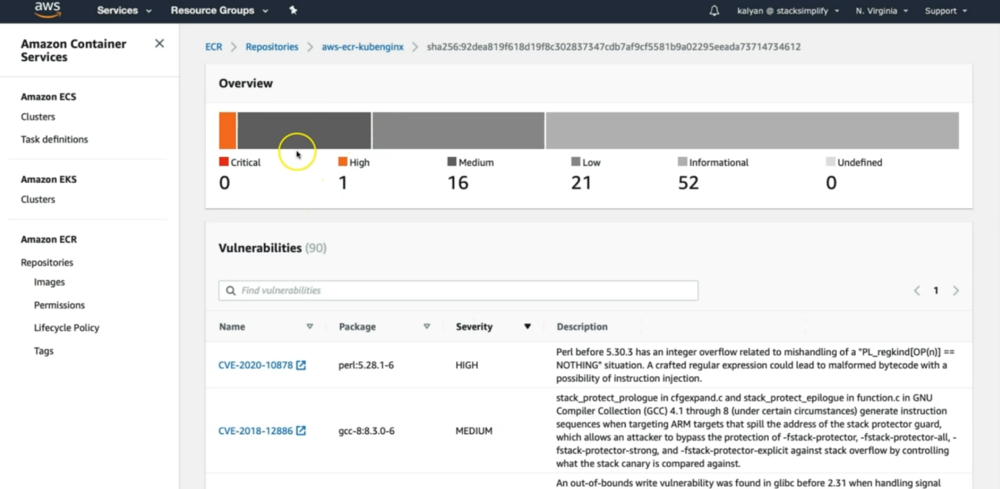 aws
Services
Resource Groups
kalyan @ stacksimplify
N. Virginia
Support
Amazon Container
Services
Amazon ECS
Clusters
Task definitions
Amazon EKS
Clusters
Amazon ECR
Repositories
Images
Permissions
Lifecycle Policy
Tags
ECR > Repositories > aws-ecr-kubenginx > sha256:92dea819f618d19f8c302837347cdb7af9cf5581b9a02295eeada73714734612
Overview
Critical High Medium Low Informational Undefined
0 1 16 21 52 0
Vulnerabilities (90)
Find vulnerabilities
1
Name Package Severity Description
CVE-2020-10878 perl:5.28.1-6 HIGH
Perl before 5.30.3 has an integer overflow related to mishandling of a "PL_regkind[OP(n)] ==
NOTHING" situation. A crafted regular expression could lead to malformed bytecode with a
possibility of instruction injection.
CVE-2018-12886 gcc-8:8.3.0-6 MEDIUM
stack_protect_prologue in cfgexpand.c and stack_protect_epilogue in function.c in GNU
Compiler Collection (GCC) 4.1 through 8 (under certain circumstances) generate instruction
sequences when targeting ARM targets that spill the address of the stack protector guard,
which allows an attacker to bypass the protection of -fstack-protector, -fstack-protector-all, -
fstack-protector-strong, and -fstack-protector-explicit against stack overflow by controlling
what the stack canary is compared against.
An out-of-bounds write vulnerability was found in glibc before 2.31 when handling signal